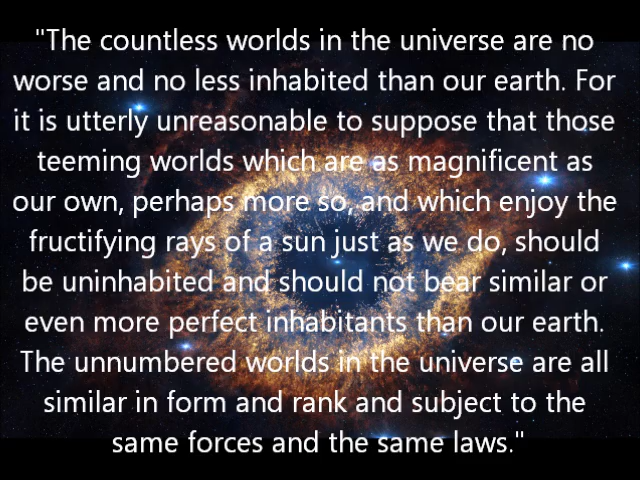 "The countless worlds in the universe are no
worse and no less inhabited than our earth. For
it is utterly unreasonable to suppose that those
teeming worlds which are as magnificent as
our own, perhaps more so, and which enjoy the
fructifying rays of a sun just as we do, should
be uninhabited and should not bear similar or
even more perfect inhabitants than our earth.
The unnumbered worlds in the universe are all
similar in form and rank and subject to the
same forces and the same laws."